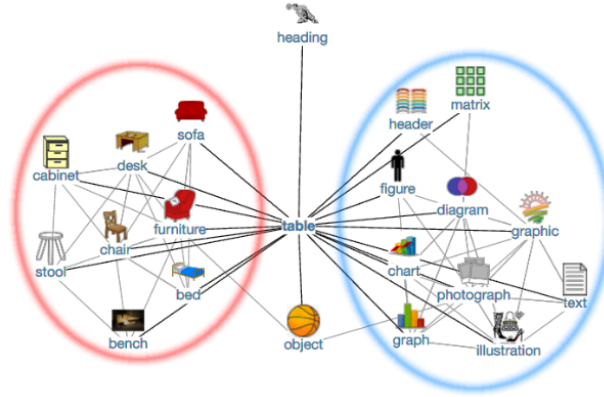 heading
matrix
header
sofa
desk
cabinet
figure
diagram
furniture
table
graphic
chair
stool
chart
bed
photograph
text
object
graph
bench
illustration